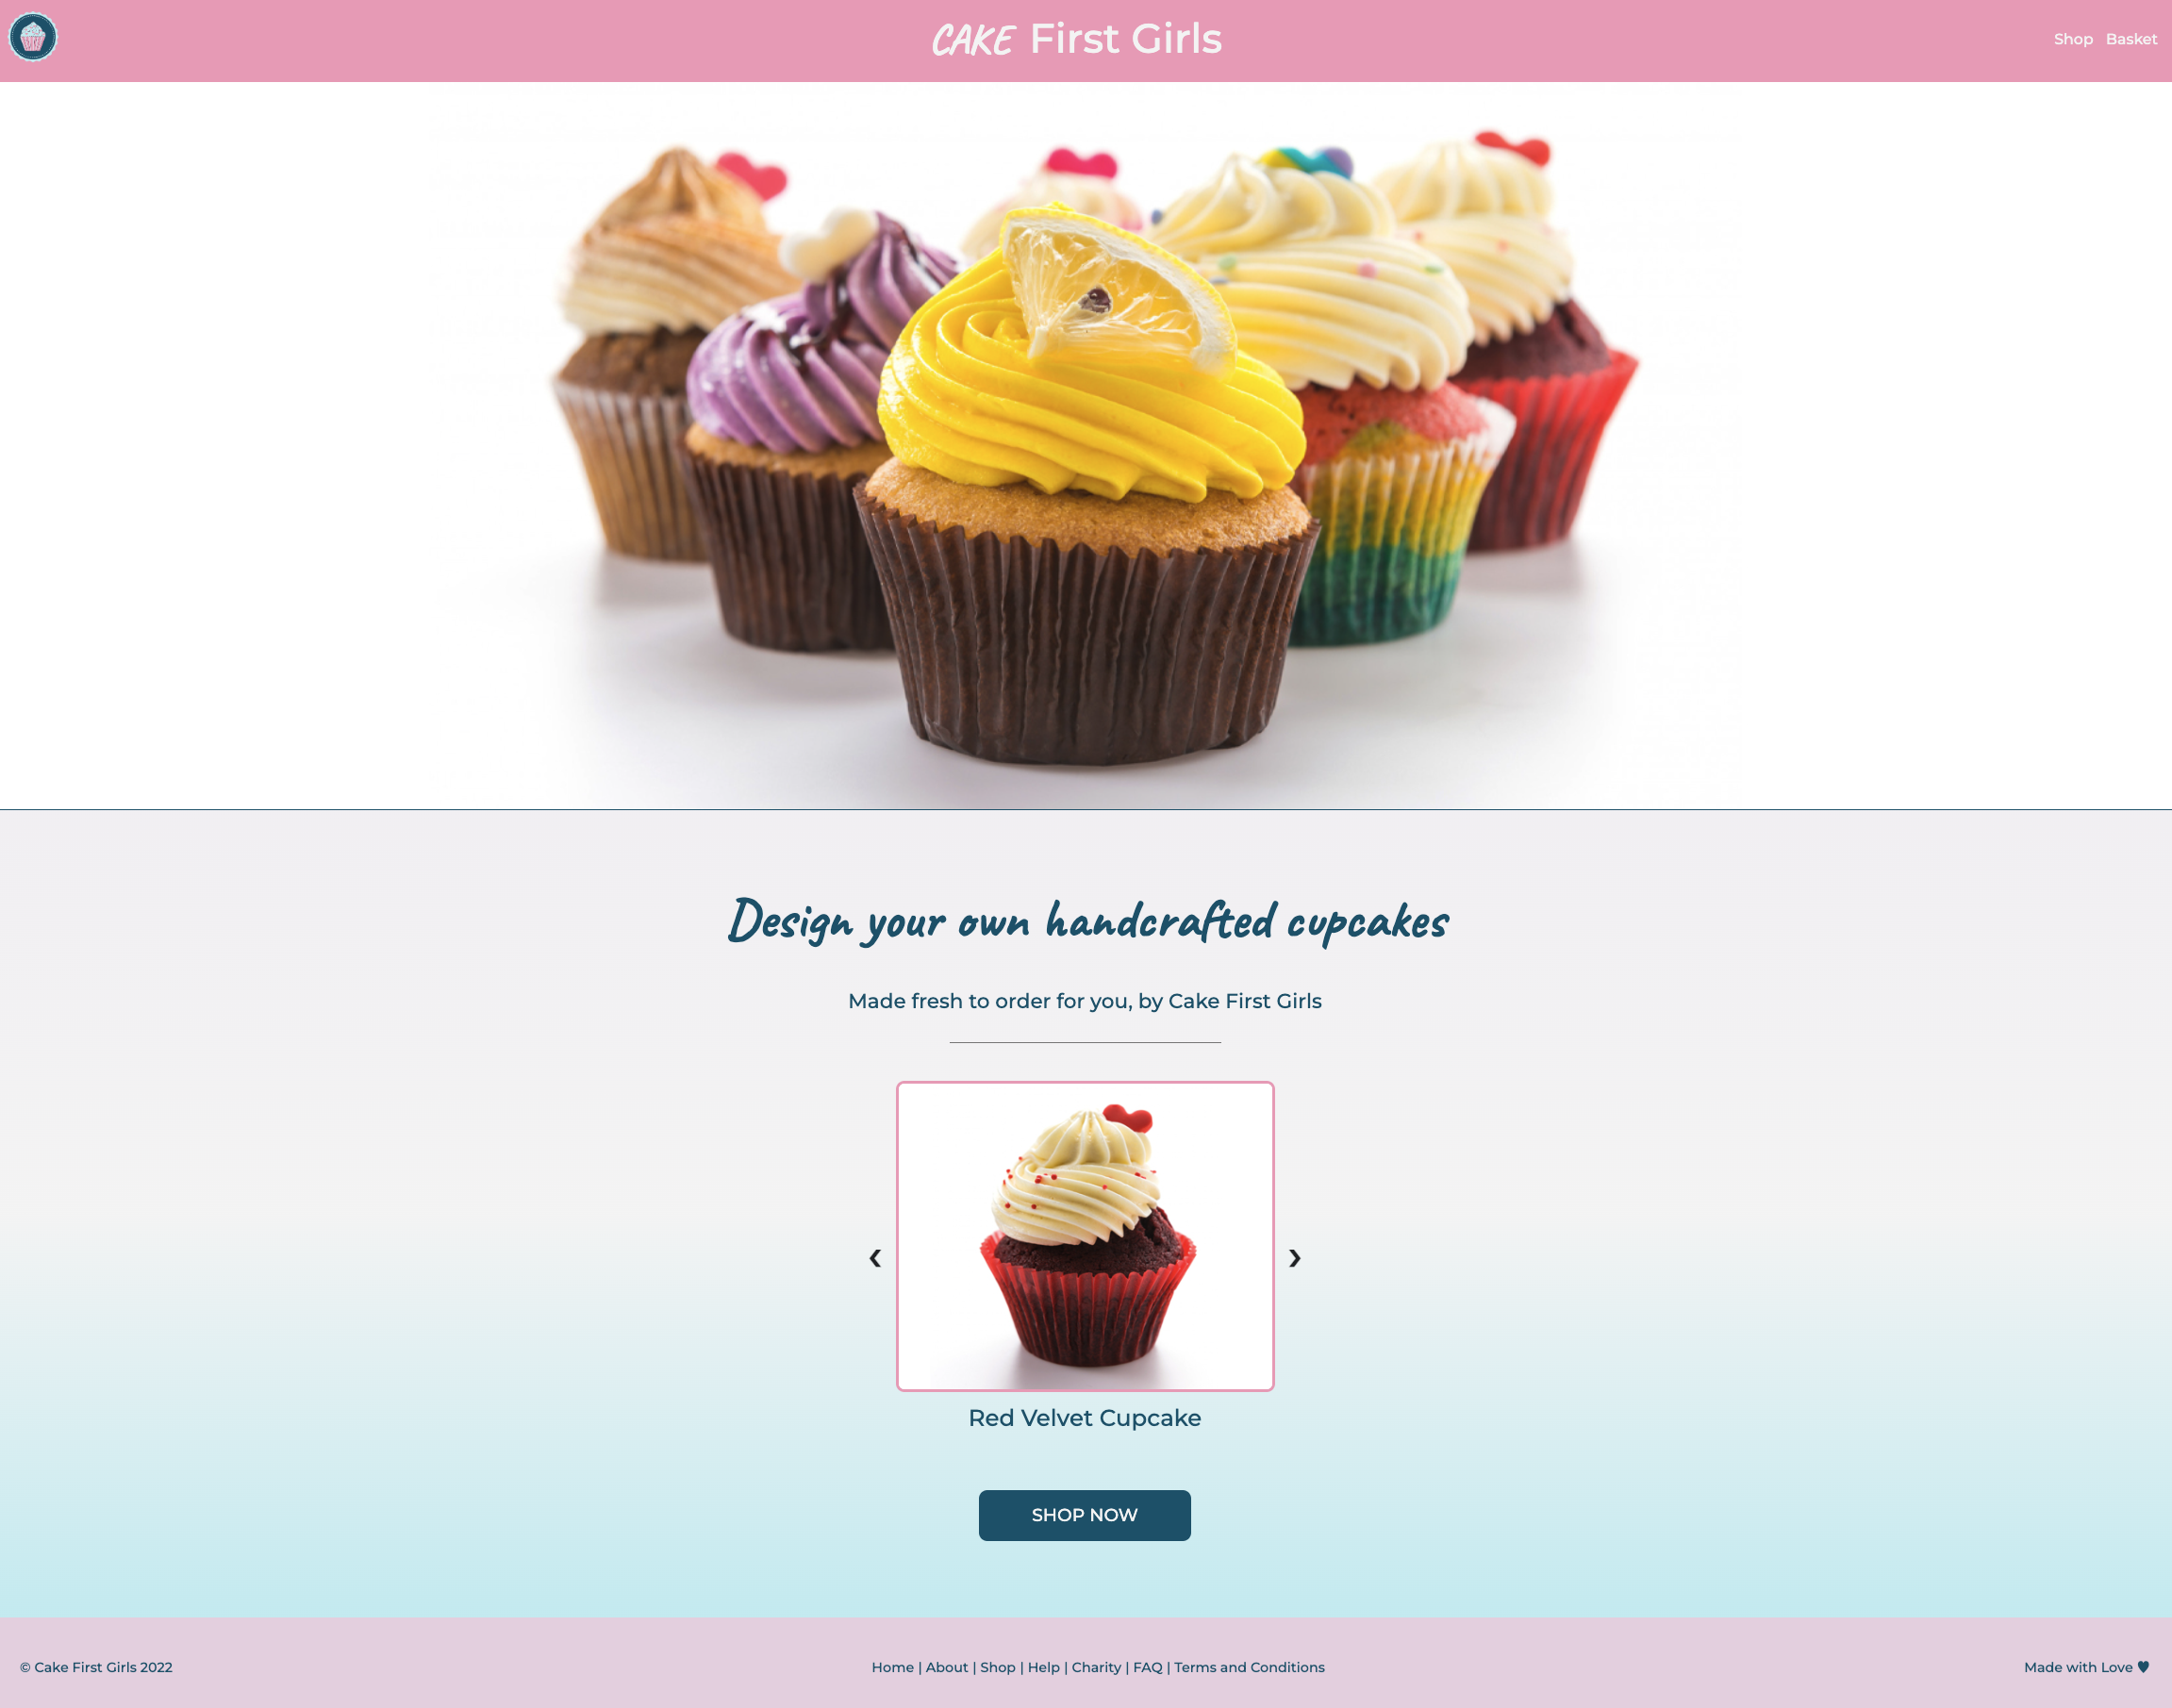 CAKE First Girls
Shop Basket
Design your own handcrafted cupcakes
Made fresh to order for you, by Cake First Girls
Red Velvet Cupcake
SHOP NOW
© Cake First Girls 2022
Home | About | Shop | Help | Charity | FAQ | Terms and Conditions
Made with Love ♥